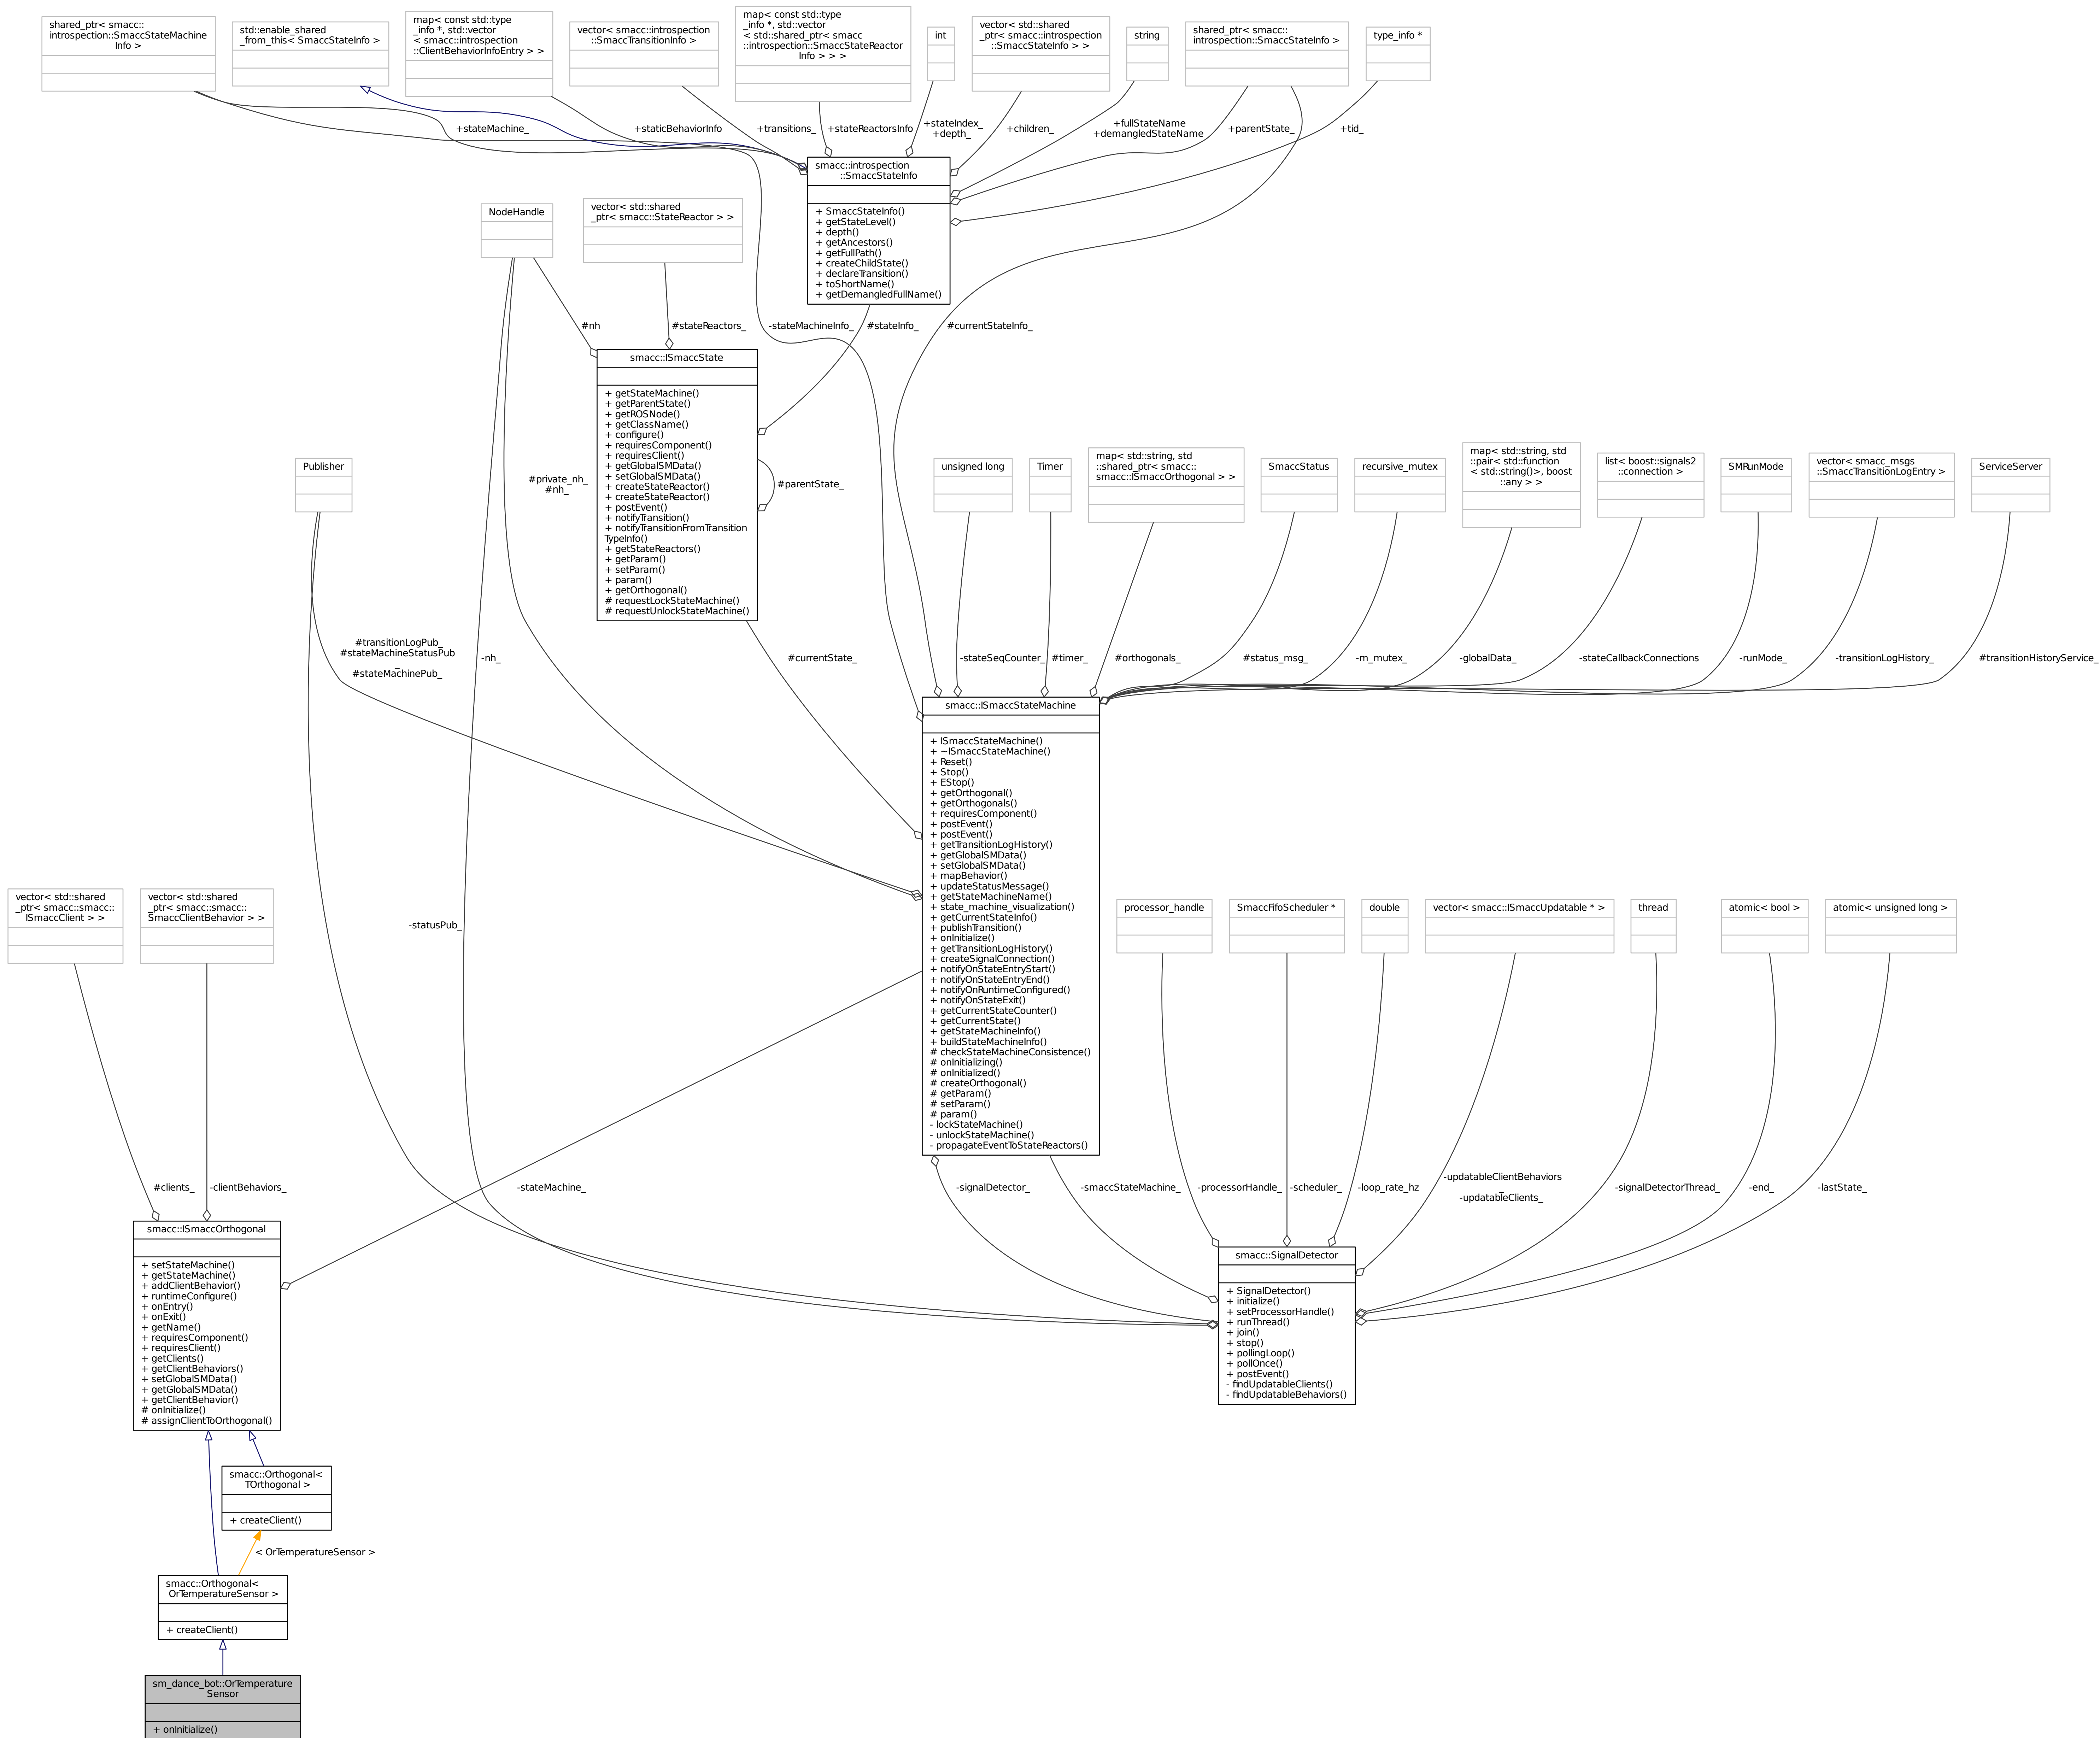 shared_ptr< smacc::
introspection::SmaccStateMachine
Info >
std::enable_shared
_from_this< SmaccStateInfo >
map< const std::type
_info *, std::vector
< smacc::introspection
::ClientBehaviorInfoEntry > >
vector< smacc::introspection
::SmaccTransitionInfo >
map< const std::type
_info *, std::vector
< std::shared_ptr< smacc
::introspection::SmaccStateReactor
Info > > >
int
vector< std::shared
_ptr< smacc::introspection
::SmaccStateInfo > >
string
shared_ptr< smacc::
introspection::SmaccStateInfo >
type_info *
+stateMachine_
+staticBehaviorInfo
+transitions_
+stateReactorsInfo
+stateIndex_
+depth_
+children_
+fullStateName
+demangledStateName
+parentState_
+tid_
smacc::introspection
::SmaccStateInfo
+ SmaccStateInfo()
+ getStateLevel()
+ depth()
+ getAncestors()
+ getFullPath()
+ createChildState()
+ declareTransition()
+ toShortName()
+ getDemangledFullName()
NodeHandle
vector< std::shared
_ptr< smacc::StateReactor > >
#nh
#stateReactors_
-stateMachineInfo_
#stateInfo_
#currentStateInfo_
smacc::ISmaccState
+ getStateMachine()
+ getParentState()
+ getROSNode()
+ getClassName()
+ configure()
+ requiresComponent()
+ requiresClient()
+ getGlobalSMData()
+ setGlobalSMData()
+ createStateReactor()
+ createStateReactor()
+ postEvent()
+ notifyTransition()
+ notifyTransitionFromTransition
TypeInfo()
+ getStateReactors()
+ getParam()
+ setParam()
+ param()
+ getOrthogonal()
# requestLockStateMachine()
# requestUnlockStateMachine()
#parentState_
#private_nh_
#nh_
Publisher
unsigned long
Timer
map< std::string, std
::shared_ptr< smacc::
smacc::ISmaccOrthogonal > >
SmaccStatus
recursive_mutex
map< std::string, std
::pair< std::function
< std::string()>, boost
::any > >
list< boost::signals2
::connection >
SMRunMode
vector< smacc_msgs
::SmaccTransitionLogEntry >
ServiceServer
#transitionLogPub_
#stateMachineStatusPub
_
#stateMachinePub_
-nh_
#currentState_
-stateSeqCounter_
#timer_
#orthogonals_
#status_msg_
-m_mutex_
-globalData_
-stateCallbackConnections
-runMode_
-transitionLogHistory_
#transitionHistoryService_
smacc::ISmaccStateMachine
+ ISmaccStateMachine()
+ ~ISmaccStateMachine()
+ Reset()
+ Stop()
+ EStop()
+ getOrthogonal()
+ getOrthogonals()
+ requiresComponent()
+ postEvent()
+ postEvent()
+ getTransitionLogHistory()
+ getGlobalSMData()
+ setGlobalSMData()
+ mapBehavior()
+ updateStatusMessage()
+ getStateMachineName()
+ state_machine_visualization()
+ getCurrentStateInfo()
+ publishTransition()
+ onInitialize()
+ getTransitionLogHistory()
+ createSignalConnection()
+ notifyOnStateEntryStart()
+ notifyOnStateEntryEnd()
+ notifyOnRuntimeConfigured()
+ notifyOnStateExit()
+ getCurrentStateCounter()
+ getCurrentState()
+ getStateMachineInfo()
+ buildStateMachineInfo()
# checkStateMachineConsistence()
# onInitializing()
# onInitialized()
# createOrthogonal()
# getParam()
# setParam()
# param()
- lockStateMachine()
- unlockStateMachine()
- propagateEventToStateReactors()
vector< std::shared
_ptr< smacc::smacc::
ISmaccClient > >
vector< std::shared
_ptr< smacc::smacc::
SmaccClientBehavior > >
-statusPub_
processor_handle
SmaccFifoScheduler *
double
vector< smacc::ISmaccUpdatable * >
thread
atomic< bool >
atomic< unsigned long >
#clients_
-clientBehaviors_
-stateMachine_
-signalDetector_
-smaccStateMachine_
-processorHandle_
-scheduler_
-loop_rate_hz
-updatableClientBehaviors
_
-updatableClients_
-signalDetectorThread_
-end_
-lastState_
smacc::ISmaccOrthogonal
+ setStateMachine()
+ getStateMachine()
+ addClientBehavior()
+ runtimeConfigure()
+ onEntry()
+ onExit()
+ getName()
+ requiresComponent()
+ requiresClient()
+ getClients()
+ getClientBehaviors()
+ setGlobalSMData()
+ getGlobalSMData()
+ getClientBehavior()
# onInitialize()
# assignClientToOrthogonal()
smacc::SignalDetector
+ SignalDetector()
+ initialize()
+ setProcessorHandle()
+ runThread()
+ join()
+ stop()
+ pollingLoop()
+ pollOnce()
+ postEvent()
- findUpdatableClients()
- findUpdatableBehaviors()
smacc::Orthogonal<
TOrthogonal >
+ createClient()
< OrTemperatureSensor >
smacc::Orthogonal<
OrTemperatureSensor >
+ createClient()
sm_dance_bot::OrTemperature
Sensor
+ onInitialize()